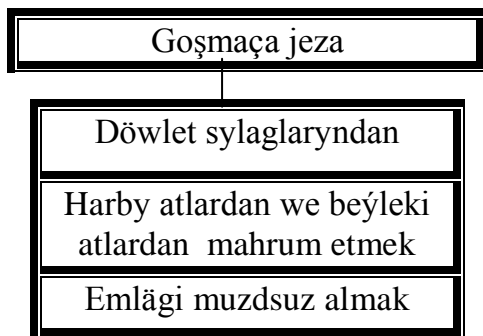 Goşmaça jeza
Döwlet sylaglaryndan
Harby atlardan we beýleki
atlardan mahrum etmek
Emlägi muzdsuz almak